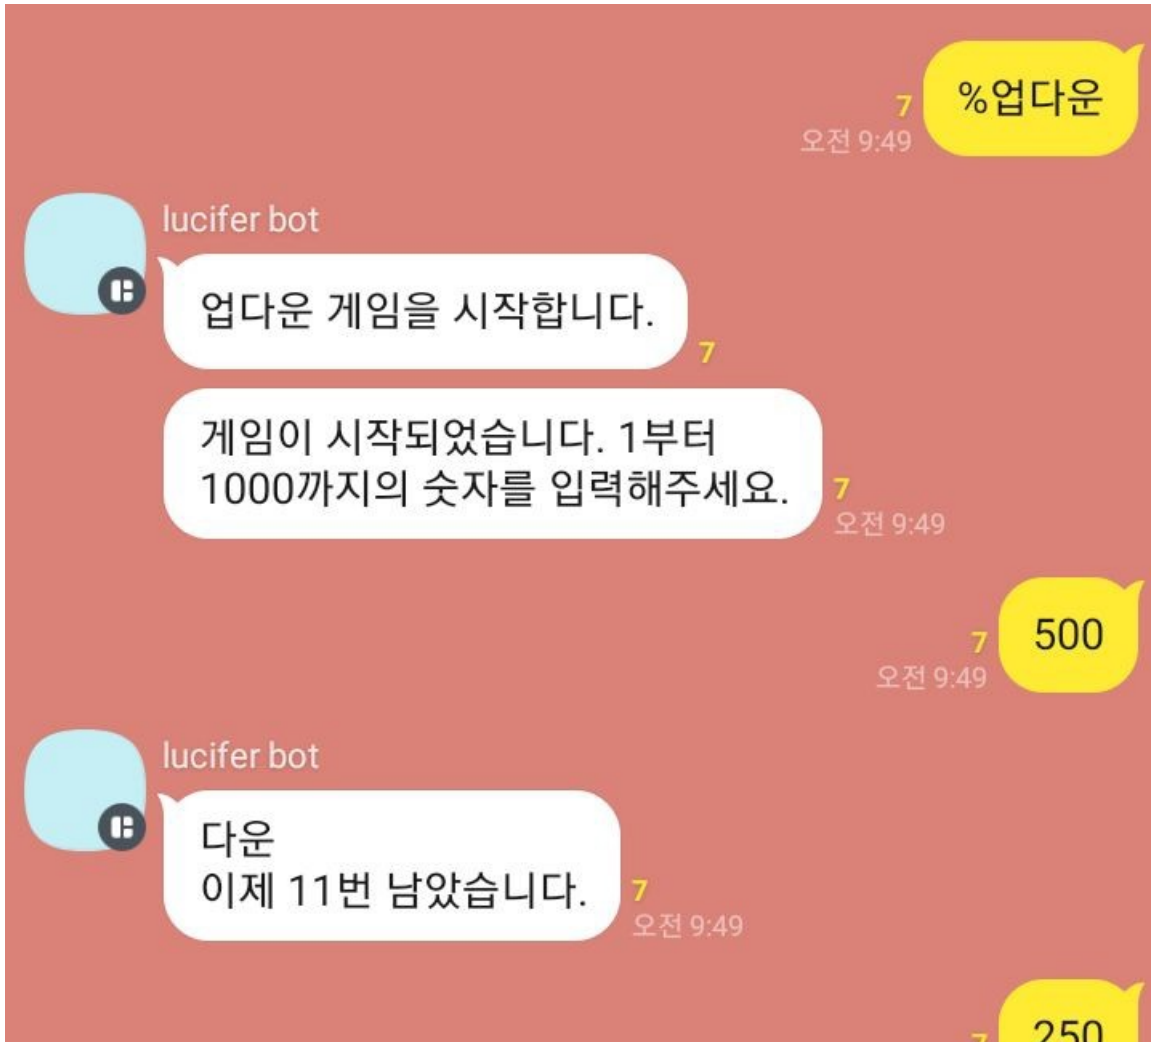 %업다운
7
오전 9:49
lucifer bot
업다운 게임을 시작합니다.
7
게임이 시작되었습니다. 1부터
1000까지의 숫자를 입력해주세요.
7
오전 9:49
500
7
오전 9:49
lucifer bot
다운
이제 11번 남았습니다.
7
오전 9:49
250
7